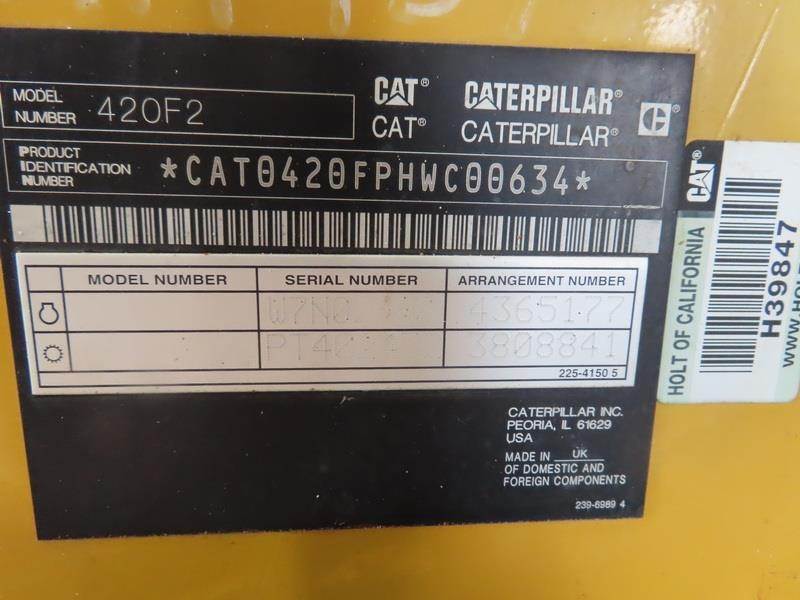 MODEL NUMBER 420F2
CAT® CATERPILLAR®
CAT® CATERPILLAR®
PRODUCT IDENTIFICATION NUMBER *CAT0420FPHWC00634*
MODEL NUMBER SERIAL NUMBER ARRANGEMENT NUMBER
4365177
3808841
225-4150 5
CATERPILLAR INC.
PEORIA, IL 61629
USA
MADE IN UK
OF DOMESTIC AND
FOREIGN COMPONENTS
239-6989 4
CAT®
HOLT OF CALIFORNIA
H39847